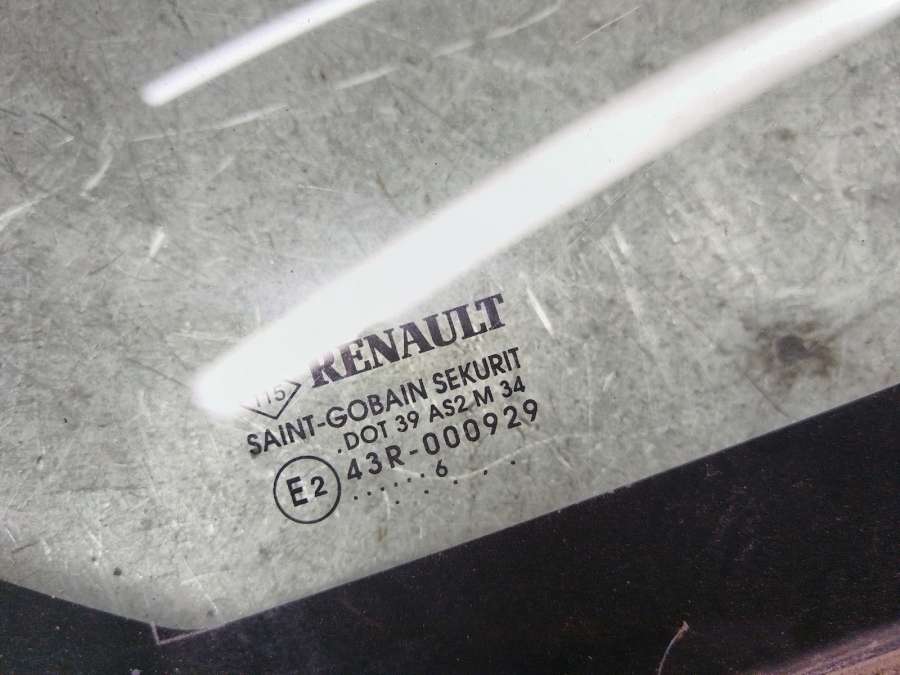 115
RENAULT
SAINT-GOBAIN SEKURIT
.DOT 39 AS2 M 34
E2 43R-000929
......6. . . .